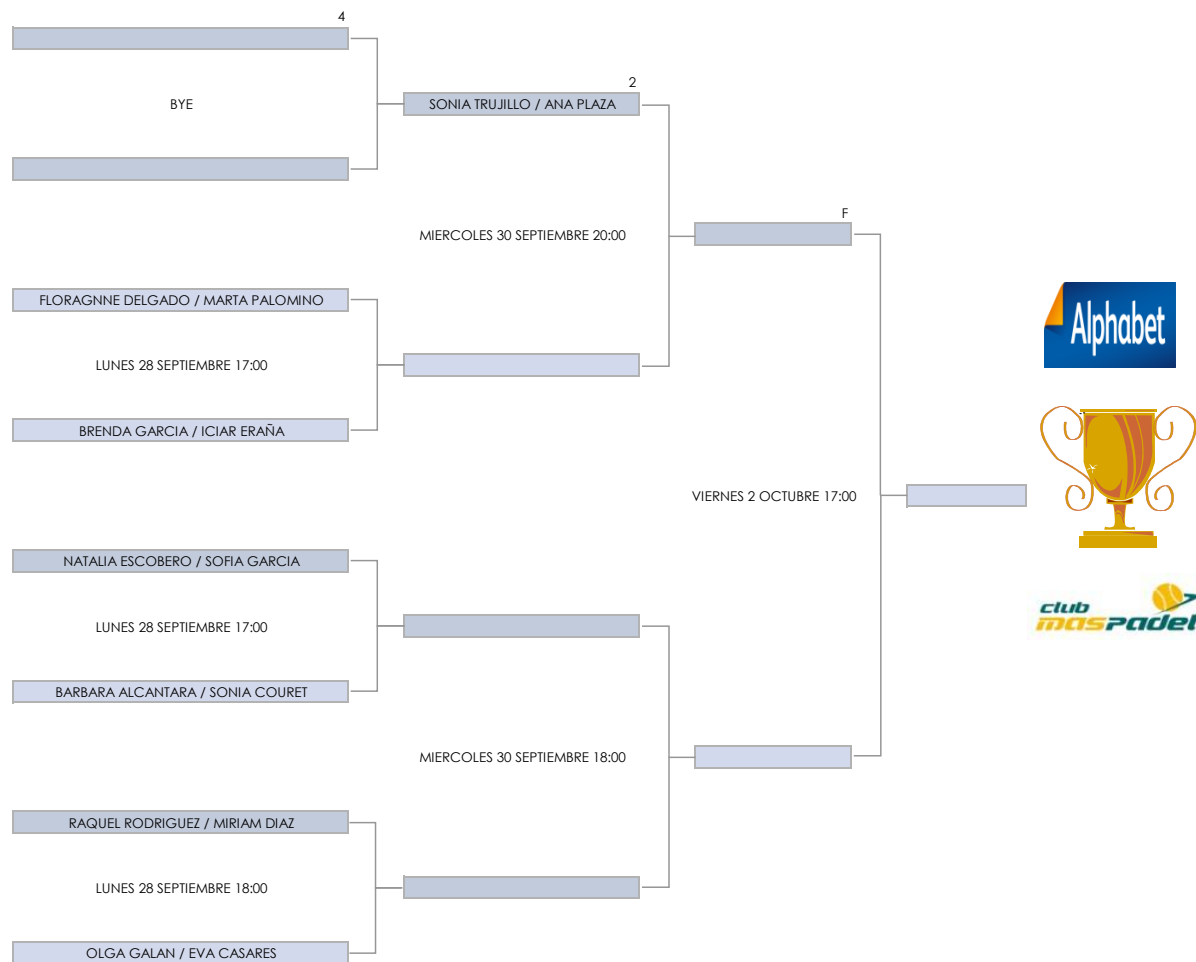 4
2
BYE
SONIA TRUJILLO / ANA PLAZA
F
MIERCOLES 30 SEPTIEMBRE 20:00
FLORAGNNE DELGADO / MARTA PALOMINO
Alphabet
LUNES 28 SEPTIEMBRE 17:00
BRENDA GARCIA / ICIAR ERAÑA
VIERNES 2 OCTUBRE 17:00
NATALIA ESCOBERO / SOFIA GARCIA
club
maspadel
LUNES 28 SEPTIEMBRE 17:00
BARBARA ALCANTARA / SONIA COURET
MIERCOLES 30 SEPTIEMBRE 18:00
RAQUEL RODRIGUEZ / MIRIAM DIAZ
LUNES 28 SEPTIEMBRE 18:00
OLGA GALAN / EVA CASARES